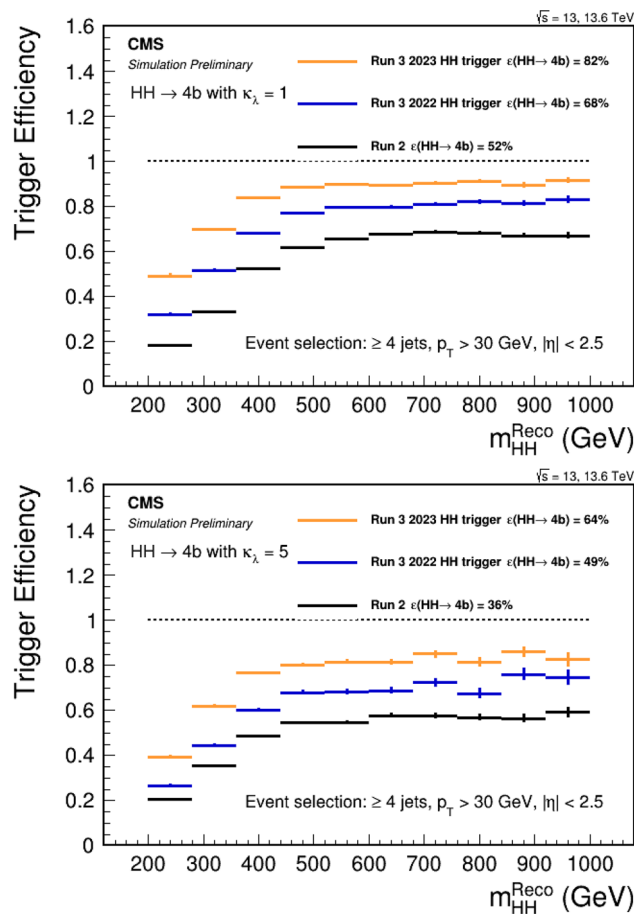 √s = 13, 13.6 TeV
CMS
Simulation Preliminary
HH → 4b with κλ = 1
Run 3 2023 HH trigger ε(HH→ 4b) = 82%
Run 3 2022 HH trigger ε(HH→ 4b) = 68%
Run 2 ε(HH→ 4b) = 52%
Trigger Efficiency
1.6
1.4
1.2
1
0.8
0.6
0.4
0.2
0
Event selection: ≥ 4 jets, p_T > 30 GeV, |η| < 2.5
200 300 400 500 600 700 800 900 1000
m_HH^Reco (GeV)
√s = 13, 13.6 TeV
CMS
Simulation Preliminary
HH → 4b with κλ = 5
Run 3 2023 HH trigger ε(HH→ 4b) = 64%
Run 3 2022 HH trigger ε(HH→ 4b) = 49%
Run 2 ε(HH→ 4b) = 36%
Trigger Efficiency
1.6
1.4
1.2
1
0.8
0.6
0.4
0.2
0
Event selection: ≥ 4 jets, p_T > 30 GeV, |η| < 2.5
200 300 400 500 600 700 800 900 1000
m_HH^Reco (GeV)